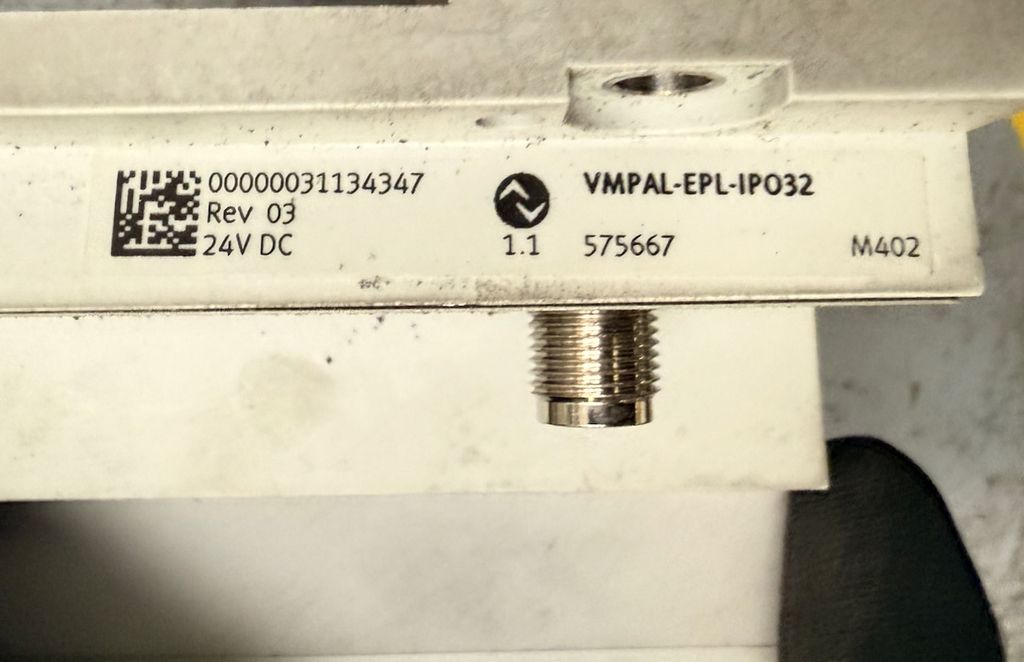 00000031134347
Rev 03
24V DC
1.1
VMPAL-EPL-IPO32
575667
M402